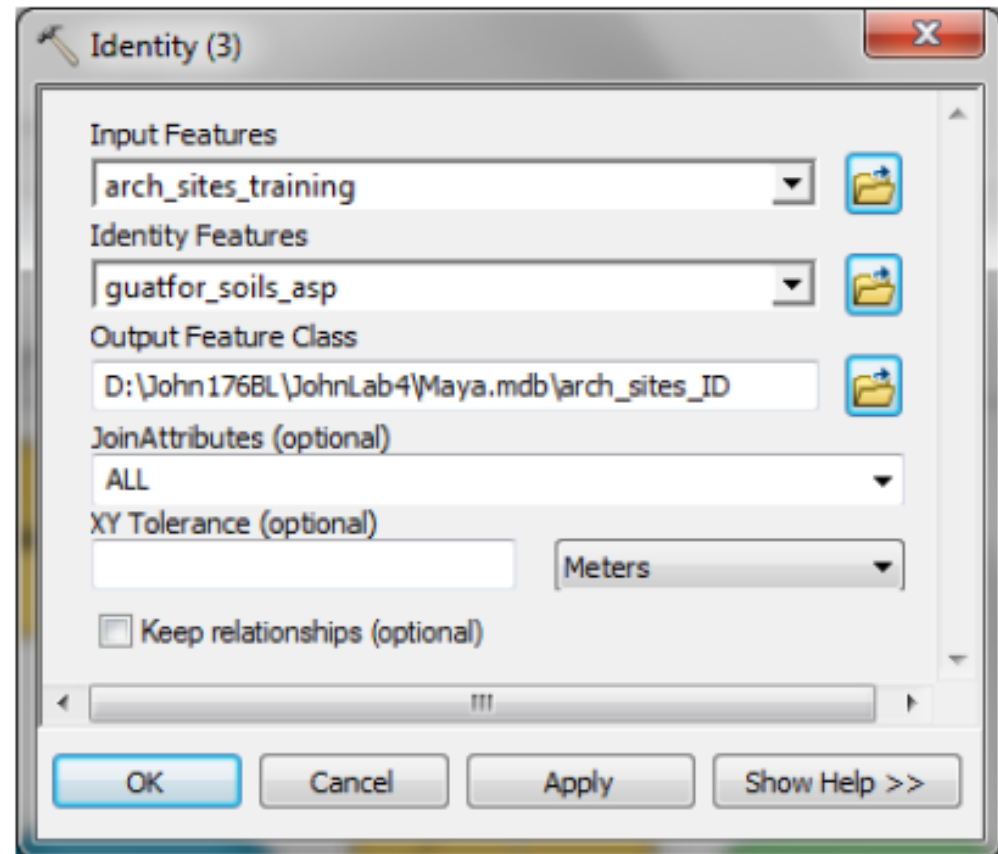 Identity (3)
Input Features
arch_sites_training
Identity Features
guatfor_soils_asp
Output Feature Class
D:\John176BL\JohnLab4\Maya.mdb\arch_sites_ID
JoinAttributes (optional)
ALL
XY Tolerance (optional)
Meters
Keep relationships (optional)
OK Cancel Apply Show Help >>